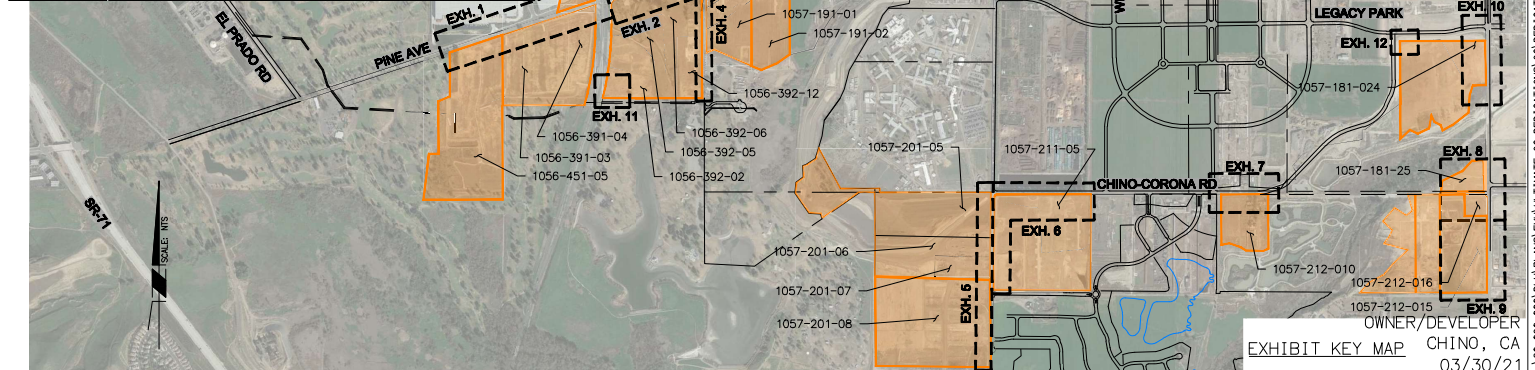 EXH. 1
EL PRADO RD
PINE AVE
EXH. 2
EXH. 4
1057-191-01
1057-191-02
LEGACY PARK
EXH. 10
EXH. 12
1057-181-024
1056-392-12
EXH. 11
1056-391-04
1056-392-06
1056-391-03
1056-392-05
1056-451-05
1056-392-02
1057-201-05
1057-211-05
EXH. 7
EXH. 8
1057-181-25
CHINO-CORONA RD
SR-71
SCALE: NTS
EXH. 6
1057-201-06
1057-212-010
1057-201-07
1057-212-016
EXH. 5
1057-212-015
EXH. 9
1057-201-08
OWNER/DEVELOPER
EXHIBIT KEY MAP
CHINO, CA
03/30/21